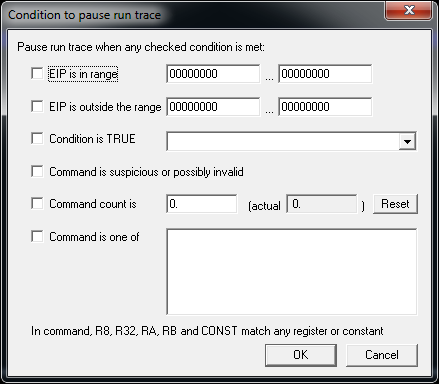 Condition to pause run trace
Pause run trace when any checked condition is met:
EIP is in range 00000000 ... 00000000
EIP is outside the range 00000000 ... 00000000
Condition is TRUE
Command is suspicious or possibly invalid
Command count is 0. (actual 0. ) Reset
Command is one of
In command, R8, R32, RA, RB and CONST match any register or constant
OK Cancel